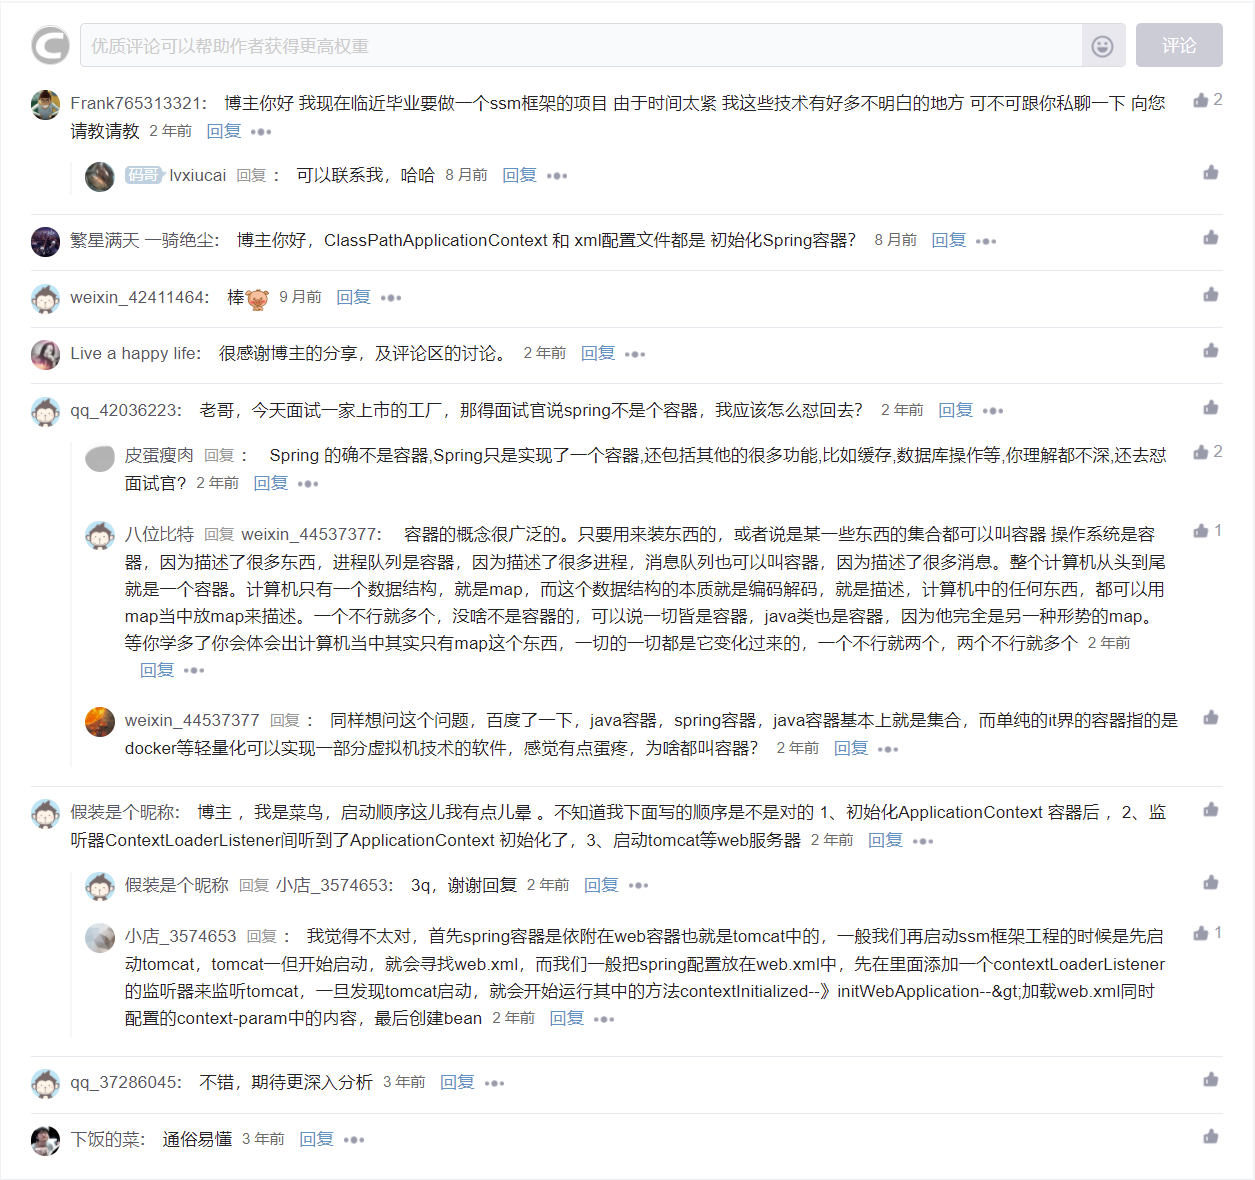 优质评论可以帮助作者获得更高权重
评论
Frank765313321： 博主你好 我现在临近毕业要做一个ssm框架的项目 由于时间太紧 我这些技术有好多不明白的地方 可不可跟你私聊一下 向您 2
请教请教 2 年前 回复
码哥 lvxiucai 回复 ： 可以联系我，哈哈 8 月前 回复
繁星满天 一骑绝尘： 博主你好，ClassPathApplicationContext 和 xml配置文件都是 初始化Spring容器？ 8 月前 回复
weixin_42411464： 棒 9 月前 回复
Live a happy life： 很感谢博主的分享，及评论区的讨论。 2 年前 回复
qq_42036223： 老哥，今天面试一家上市的工厂，那得面试官说spring不是个容器，我应该怎么怼回去？ 2 年前 回复
皮蛋瘦肉 回复 ： Spring 的确不是容器,Spring只是实现了一个容器,还包括其他的很多功能,比如缓存,数据库操作等,你理解都不深,还去怼 2
面试官? 2 年前 回复
八位比特 回复 weixin_44537377： 容器的概念很广泛的。只要用来装东西的，或者说是某一些东西的集合都可以叫容器 操作系统是容 1
器，因为描述了很多东西，进程队列是容器，因为描述了很多进程，消息队列也可以叫容器，因为描述了很多消息。整个计算机从头到尾
就是一个容器。计算机只有一个数据结构，就是map，而这个数据结构的本质就是编码解码，就是描述，计算机中的任何东西，都可以用
map当中放map来描述。一个不行就多个，没啥不是容器的，可以说一切皆是容器，java类也是容器，因为他完全是另一种形势的map。
等你学多了你会体会出计算机当中其实只有map这个东西，一切的一切都是它变化过来的，一个不行就两个，两个不行就多个 2 年前
回复
weixin_44537377 回复 ： 同样想问这个问题，百度了一下，java容器，spring容器，java容器基本上就是集合，而单纯的it界的容器指的是
docker等轻量化可以实现一部分虚拟机技术的软件，感觉有点蛋疼，为啥都叫容器？ 2 年前 回复
假装是个昵称： 博主 ，我是菜鸟，启动顺序这儿我有点儿晕 。不知道我下面写的顺序是不是对的 1、初始化ApplicationContext 容器后 ，2、监
听器ContextLoaderListener间听到了ApplicationContext 初始化了，3、启动tomcat等web服务器 2 年前 回复
假装是个昵称 回复 小店_3574653： 3q，谢谢回复 2 年前 回复
小店_3574653 回复 ： 我觉得不太对，首先spring容器是依附在web容器也就是tomcat中的，一般我们再启动ssm框架工程的时候是先启 1
动tomcat，tomcat一但开始启动，就会寻找web.xml，而我们一般把spring配置放在web.xml中，先在里面添加一个contextLoaderListener
的监听器来监听tomcat，一旦发现tomcat启动，就会开始运行其中的方法contextInitialized--》initWebApplication--&gt;加载web.xml同时
配置的context-param中的内容，最后创建bean 2 年前 回复
qq_37286045： 不错，期待更深入分析 3 年前 回复
下饭的菜： 通俗易懂 3 年前 回复